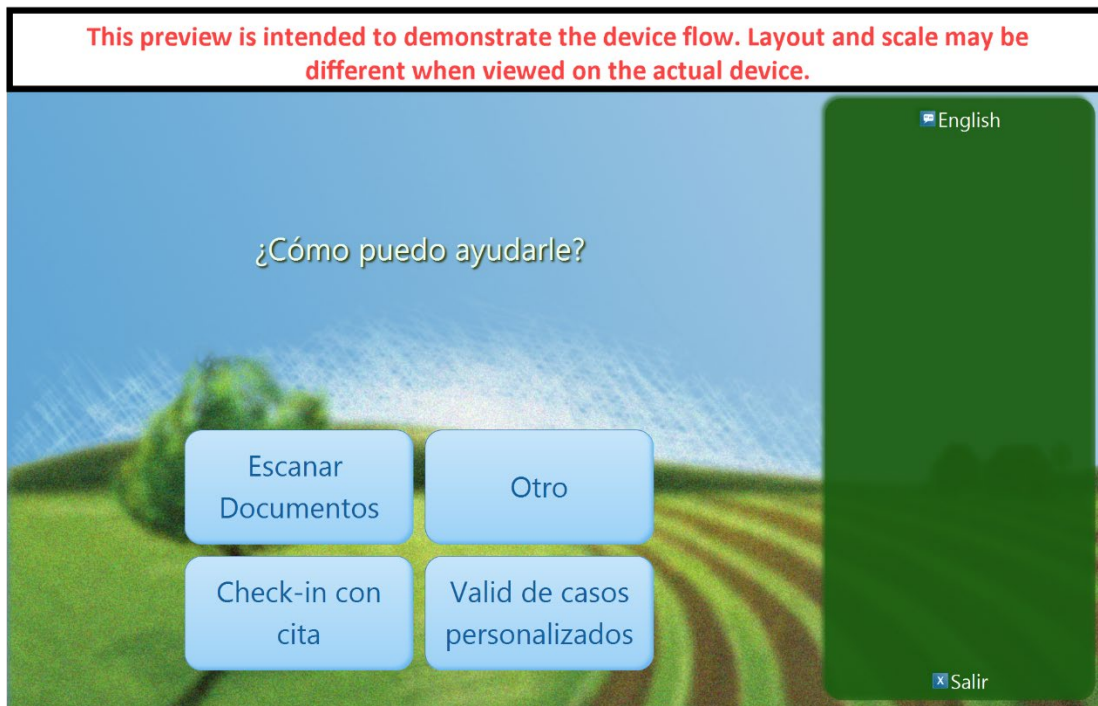 This preview is intended to demonstrate the device flow. Layout and scale may be
different when viewed on the actual device.
English
¿Cómo puedo ayudarle?
Escanar
Documentos
Otro
Check-in con
cita
Valid de casos
personalizados
Salir